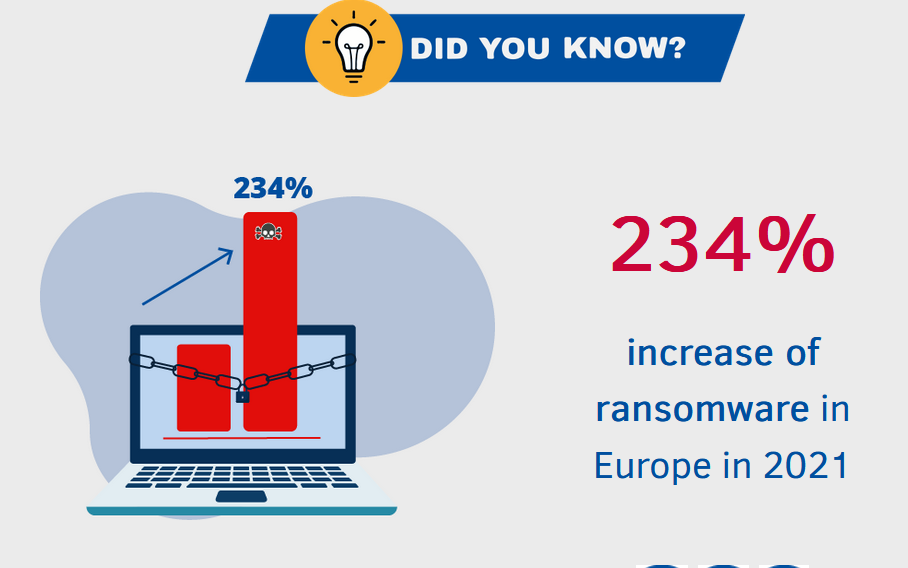 DID YOU KNOW?
234%
234%
increase of
ransomware in
Europe in 2021